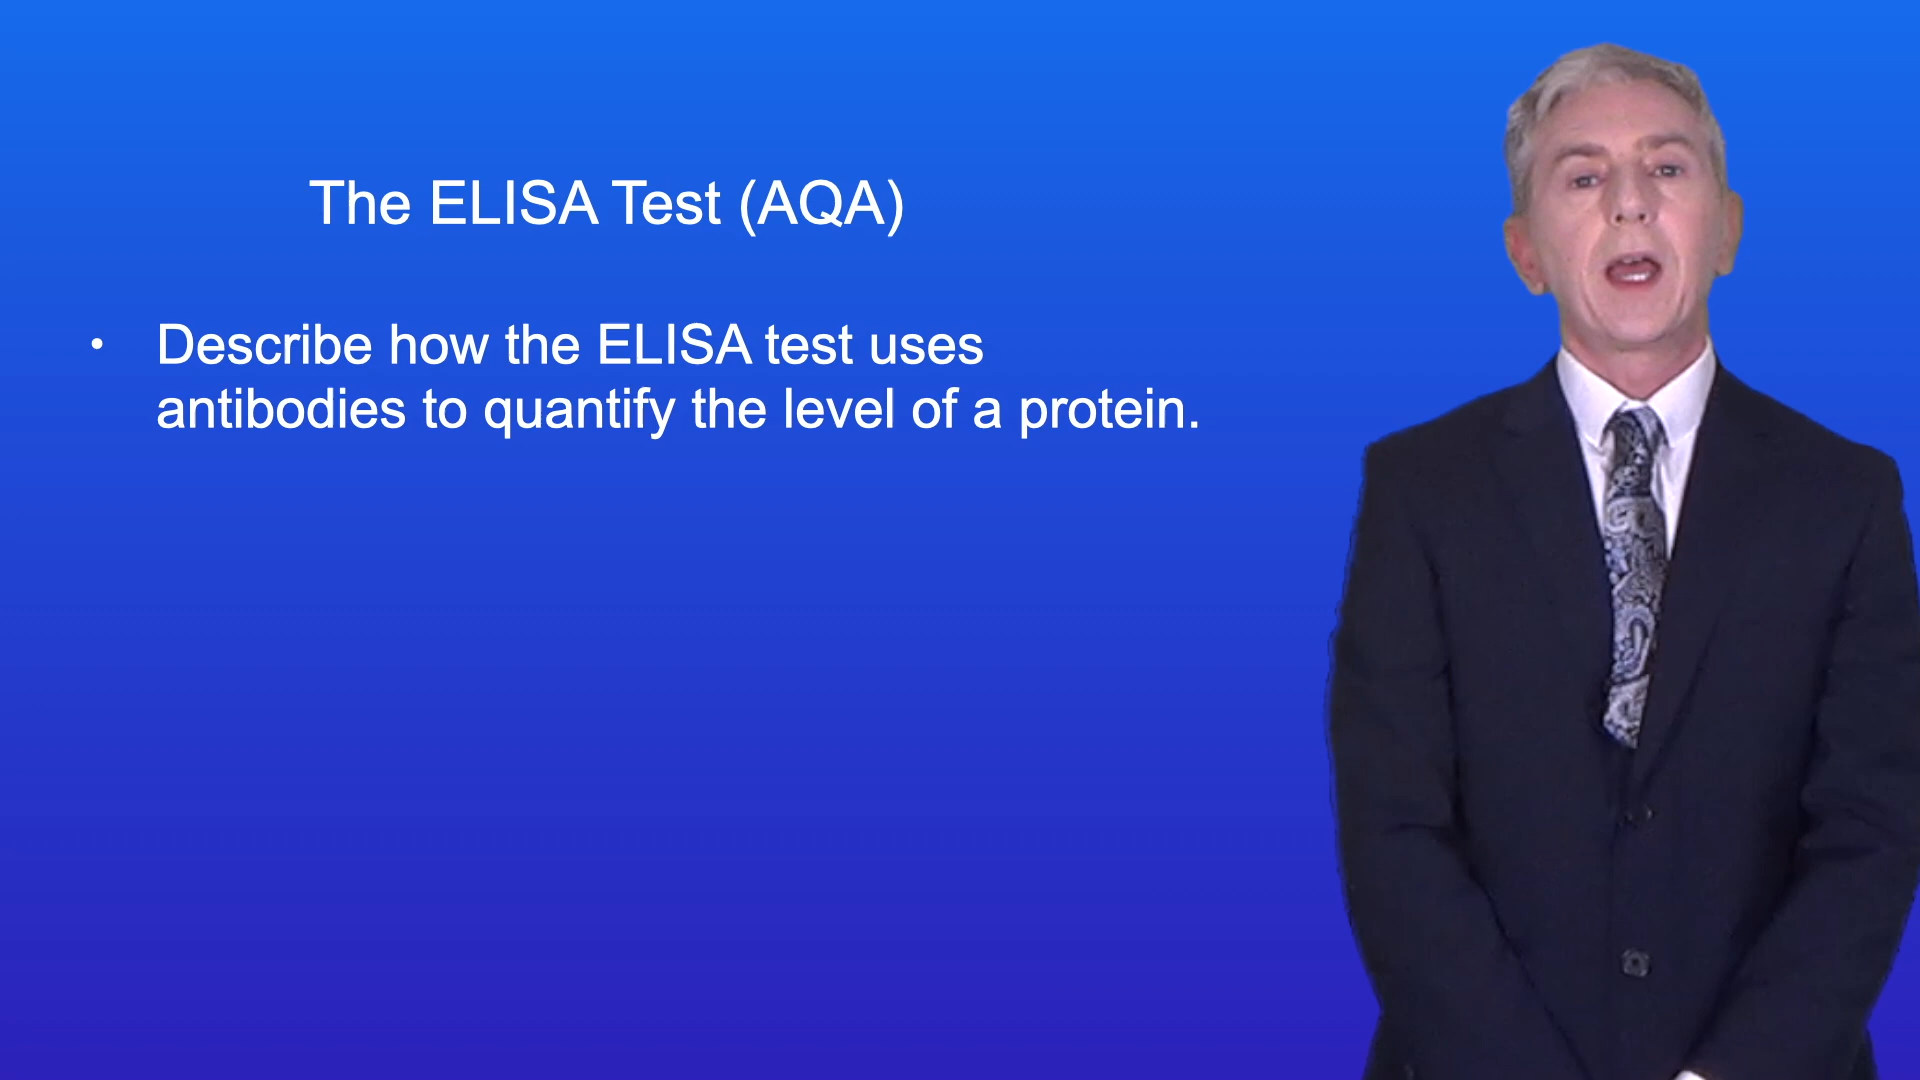 The ELISA Test (AQA)
• Describe how the ELISA test uses
antibodies to quantify the level of a protein.